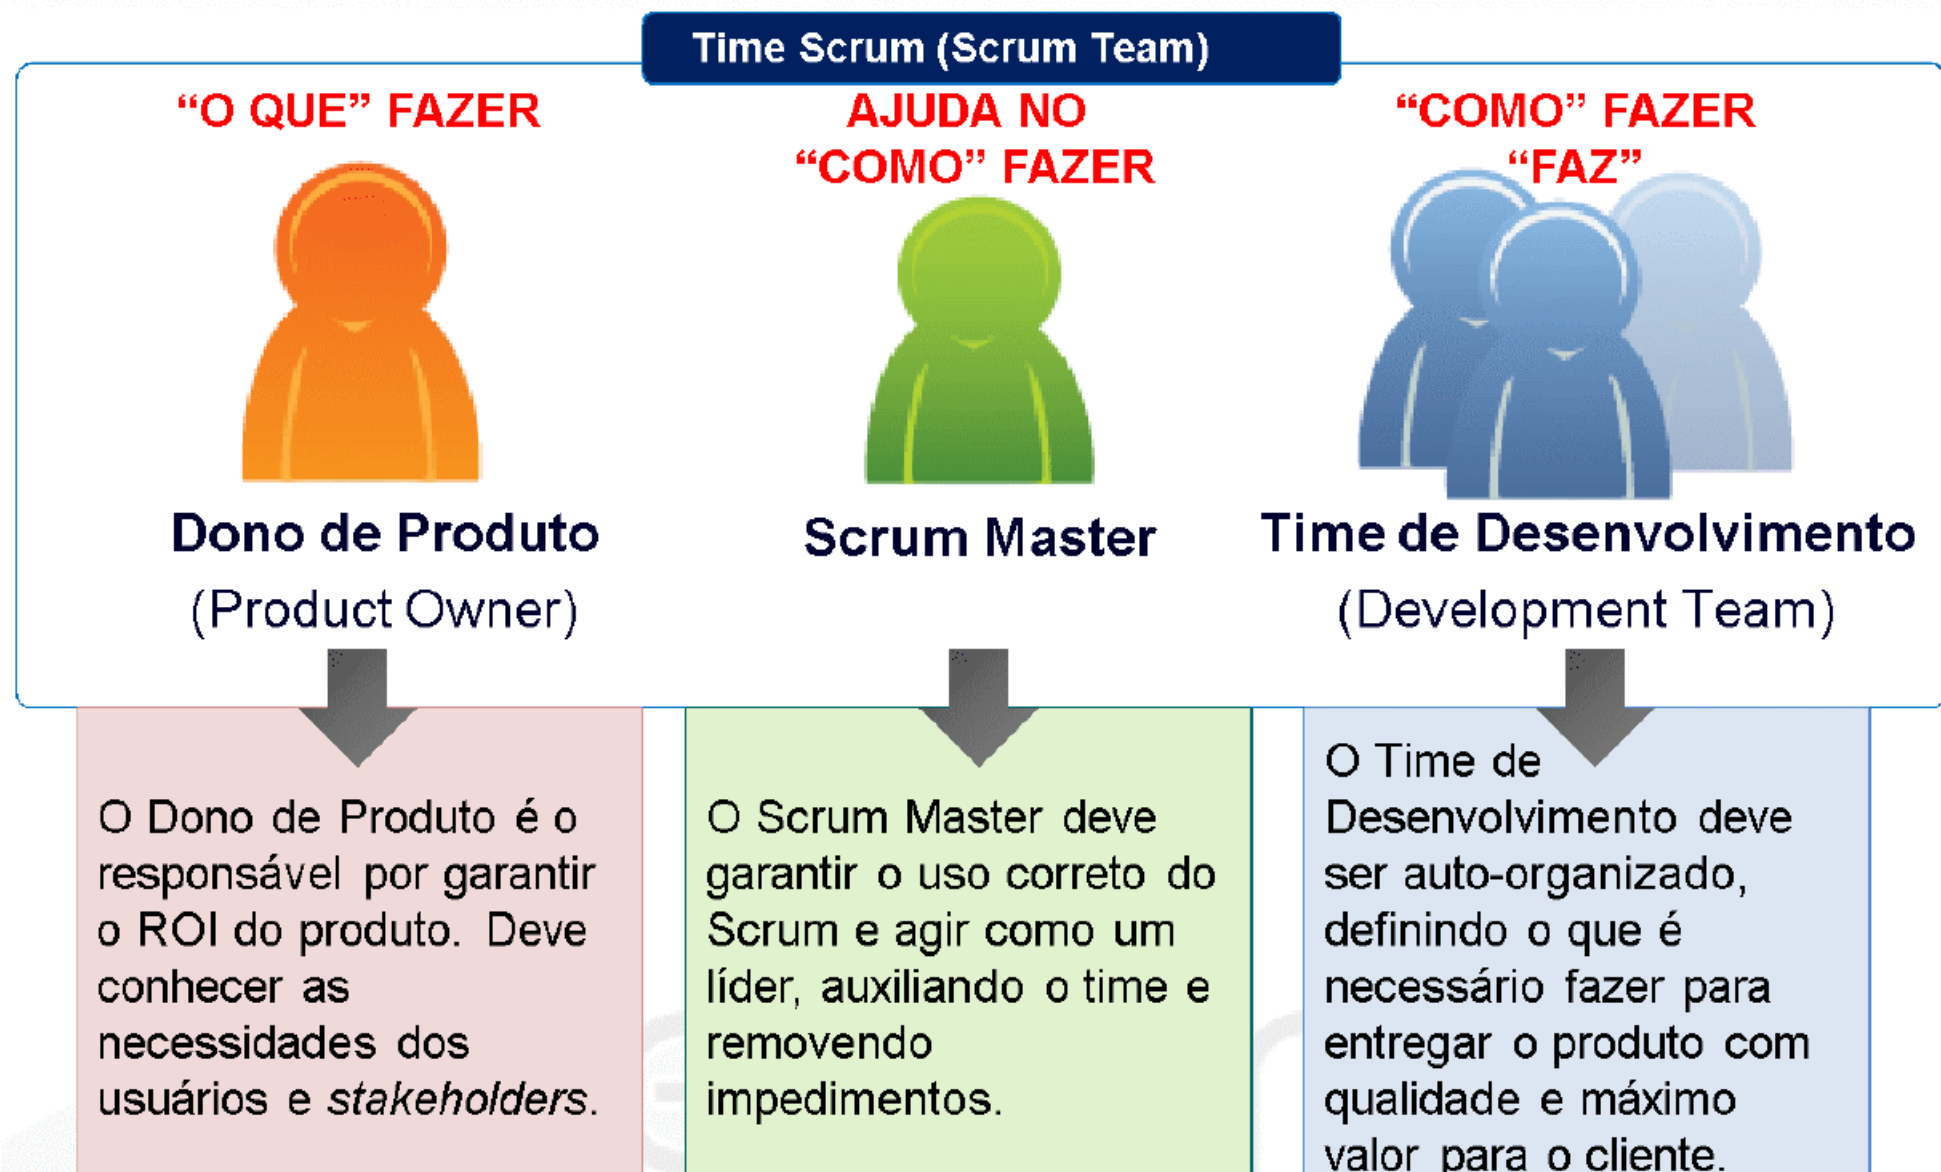 Time Scrum (Scrum Team)
“O QUE” FAZER
AJUDA NO
“COMO” FAZER
“COMO” FAZER
“FAZ”
Dono de Produto
(Product Owner)
Scrum Master
Time de Desenvolvimento
(Development Team)
O Dono de Produto é o
responsável por garantir
o ROI do produto. Deve
conhecer as
necessidades dos
usuários e stakeholders.
O Scrum Master deve
garantir o uso correto do
Scrum e agir como um
líder, auxiliando o time e
removendo
impedimentos.
O Time de
Desenvolvimento deve
ser auto-organizado,
definindo o que é
necessário fazer para
entregar o produto com
qualidade e máximo
valor para o cliente.